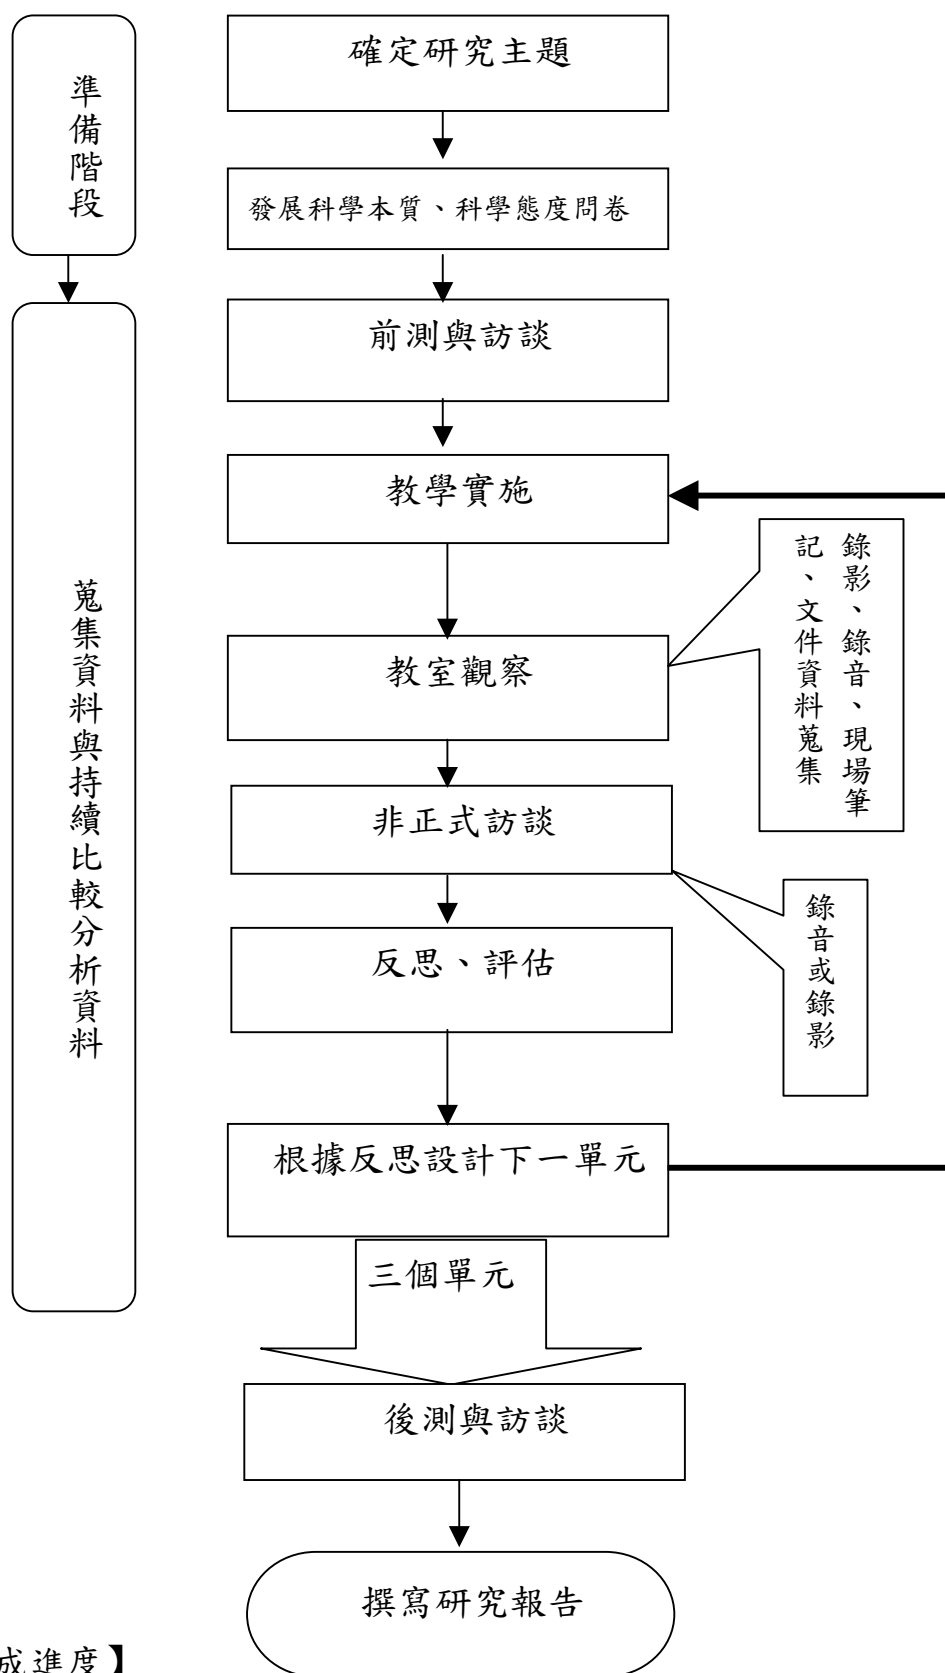 準備階段
蒐集資料與持續比較分析資料
確定研究主題
發展科學本質、科學態度問卷
前測與訪談
教學實施
教室觀察
錄影、錄音、現場筆
記、文件資料蒐集
非正式訪談
錄音或錄影
反思、評估
根據反思設計下一單元
三個單元
後測與訪談
撰寫研究報告
成進度】